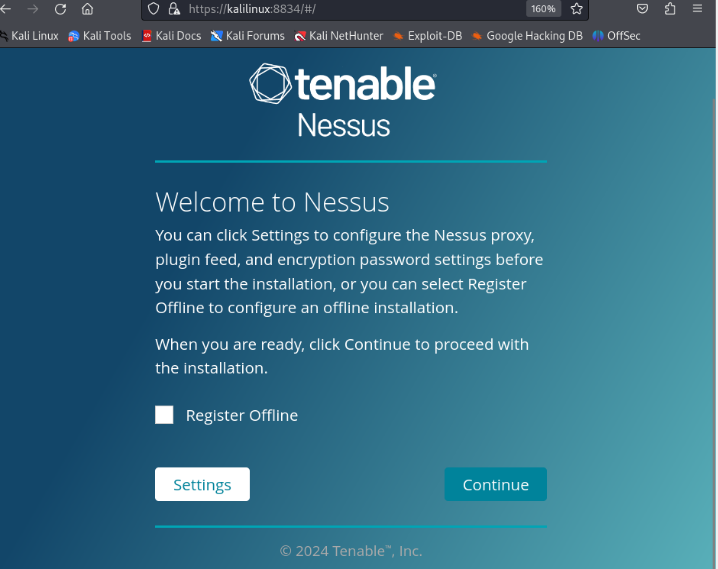 https://kalilinux:8834/#/ 160%
Kali Linux Kali Tools Kali Docs Kali Forums Kali NetHunter Exploit-DB Google Hacking DB OffSec
tenable
Nessus
Welcome to Nessus
You can click Settings to configure the Nessus proxy,
plugin feed, and encryption password settings before
you start the installation, or you can select Register
Offline to configure an offline installation.
When you are ready, click Continue to proceed with
the installation.
Register Offline
Settings Continue
© 2024 Tenable™, Inc.